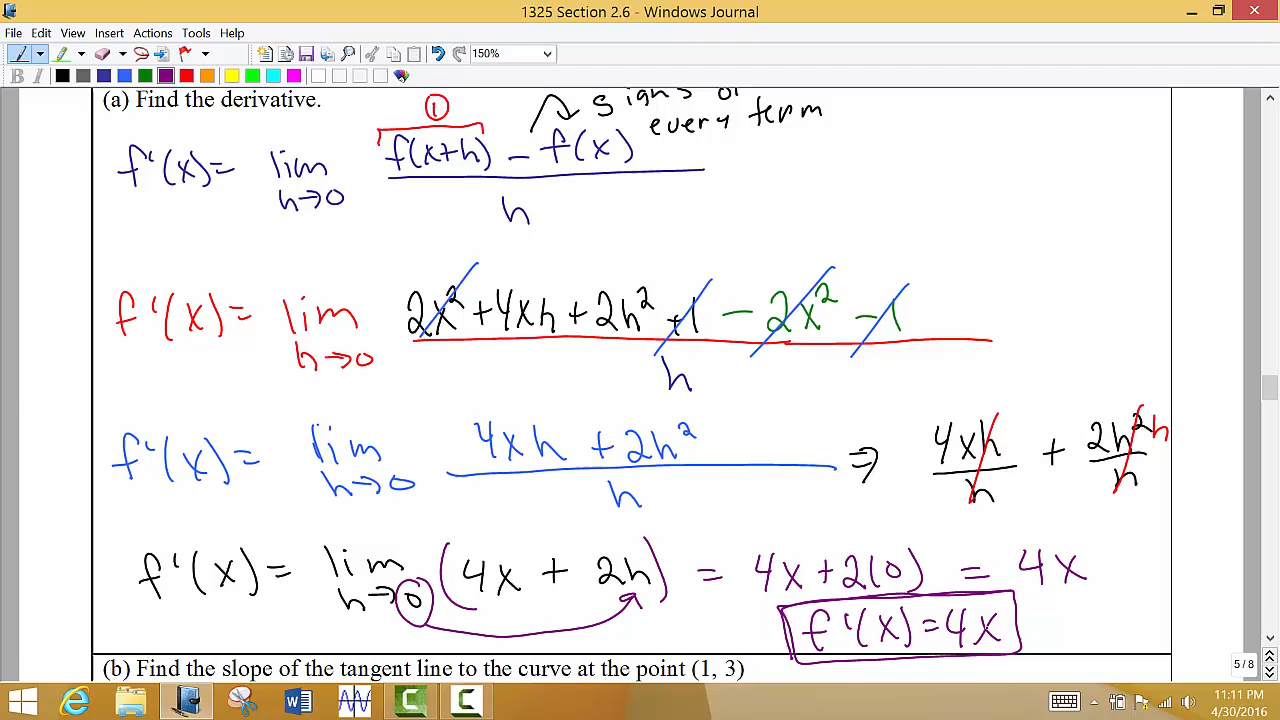 1325 Section 2.6 - Windows Journal
File Edit View Insert Actions Tools Help
150%
B I
(a) Find the derivative.
①
signs of
every term
f'(x)= lim h→0 f(x+h) - f(x) / h
f'(x)= lim h→0 2x² +4xh + 2h² +1 - 2x² -1 / h
f'(x)= lim h→0 4xh + 2h² / h ⇒ 4xh / h + 2h² / h h
f'(x)= lim h→0 (4x + 2h) = 4x+2(0) = 4x
f'(x)=4x
(b) Find the slope of the tangent line to the curve at the point (1, 3)
5 / 8
11:11 PM
4/30/2016